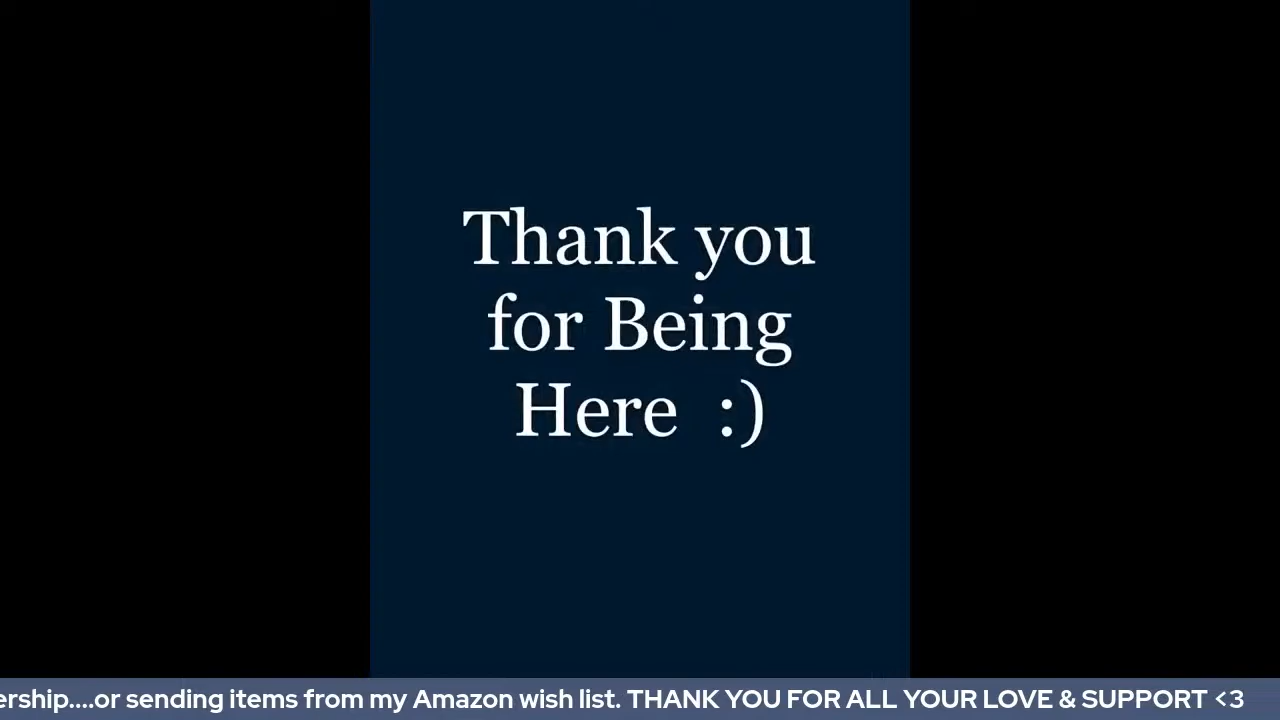 Thank you
for Being
Here :)
ership....or sending items from my Amazon wish list. THANK YOU FOR ALL YOUR LOVE & SUPPORT <3